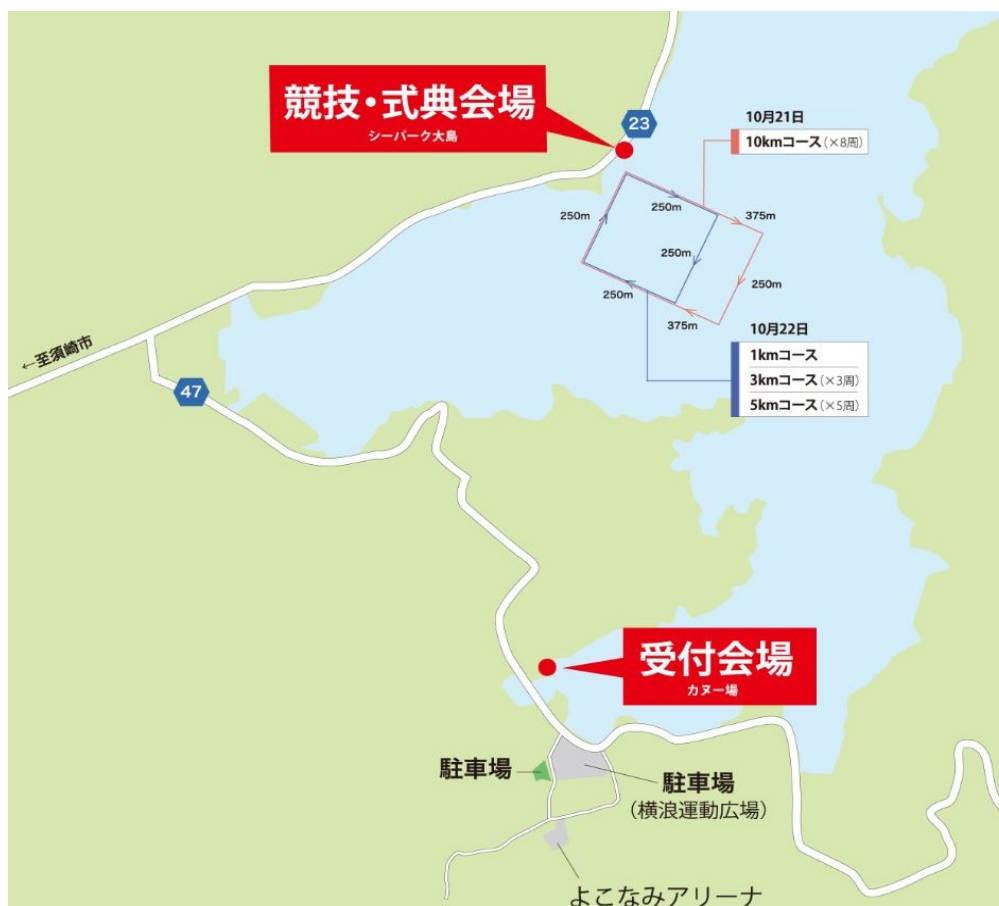 競技・式典会場
シーパーク大島
23
10月21日
10kmコース(×8周)
250m
250m
375m
250m
250m
250m
375m
10月22日
1kmコース
3kmコース(×3周)
5kmコース(×5周)
←至須崎市
47
受付会場
カヌー場
駐車場
駐車場
(横浪運動広場)
よこなみアリーナ